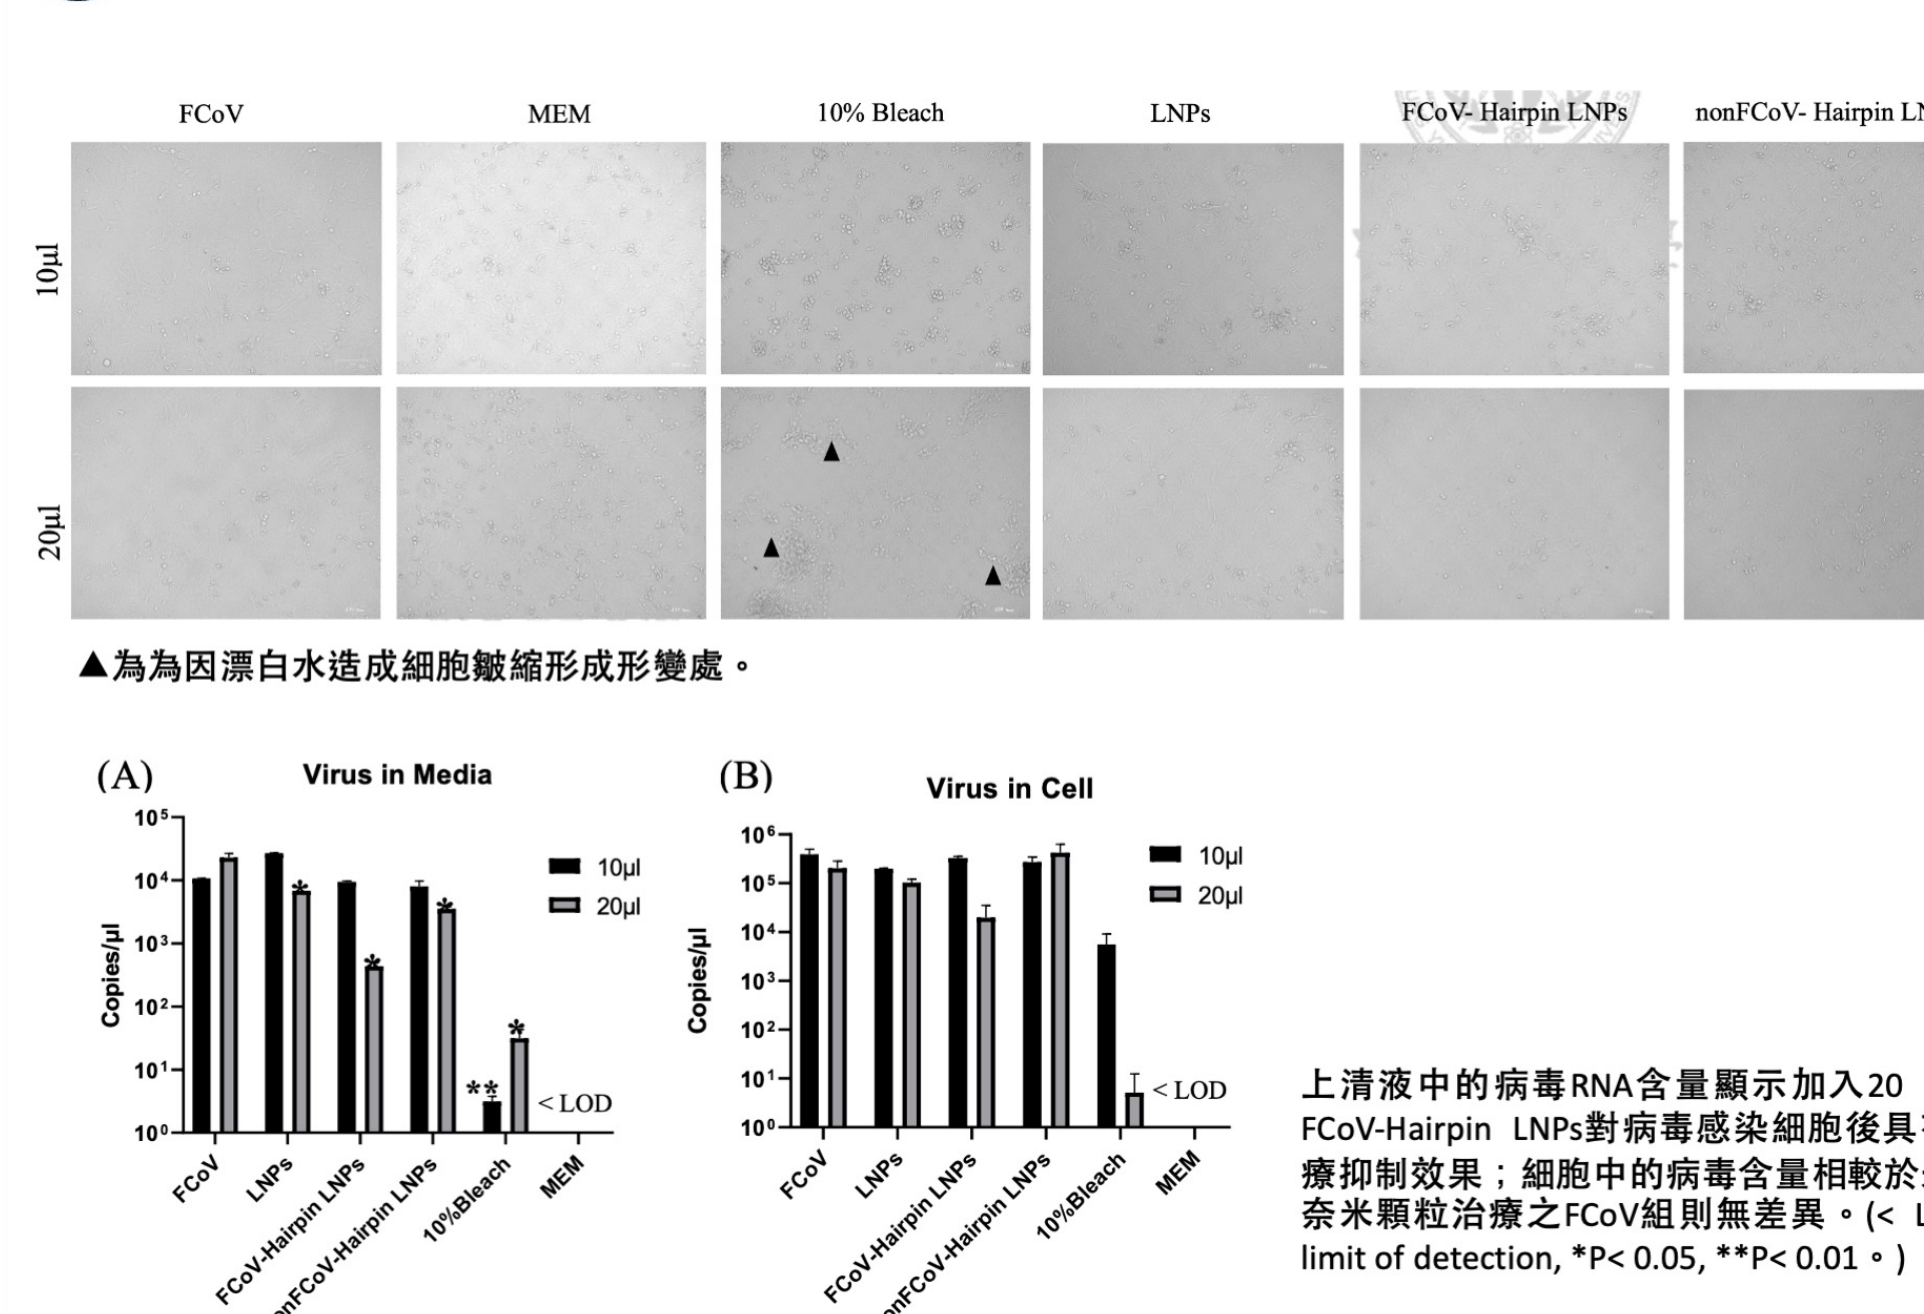 FCoV MEM 10% Bleach LNPs FCoV- Hairpin LNPs nonFCoV- Hairpin
10µl
20µl
▲為為因漂白水造成細胞皺縮形成形變處。
(A) Virus in Media
10⁵
10⁴
10³
10²
10¹
10⁰
Copies/µl
10µl
20µl
*
*
*
**
*
< LOD
FCoV
LNPs
FCoV-Hairpin LNPs
onFCoV-Hairpin LNPs
10%Bleach
MEM
(B) Virus in Cell
10⁶
10⁵
10⁴
10³
10²
10¹
10⁰
Copies/µl
10µl
20µl
< LOD
FCoV
LNPs
FCoV-Hairpin LNPs
onFCoV-Hairpin LNPs
10%Bleach
MEM
上清液中的病毒RNA含量顯示加入20
FCoV-Hairpin LNPs對病毒感染細胞後具
療抑制效果；細胞中的病毒含量相較於
奈米顆粒治療之FCoV組則無差異。(<
limit of detection, *P< 0.05, **P< 0.01。)